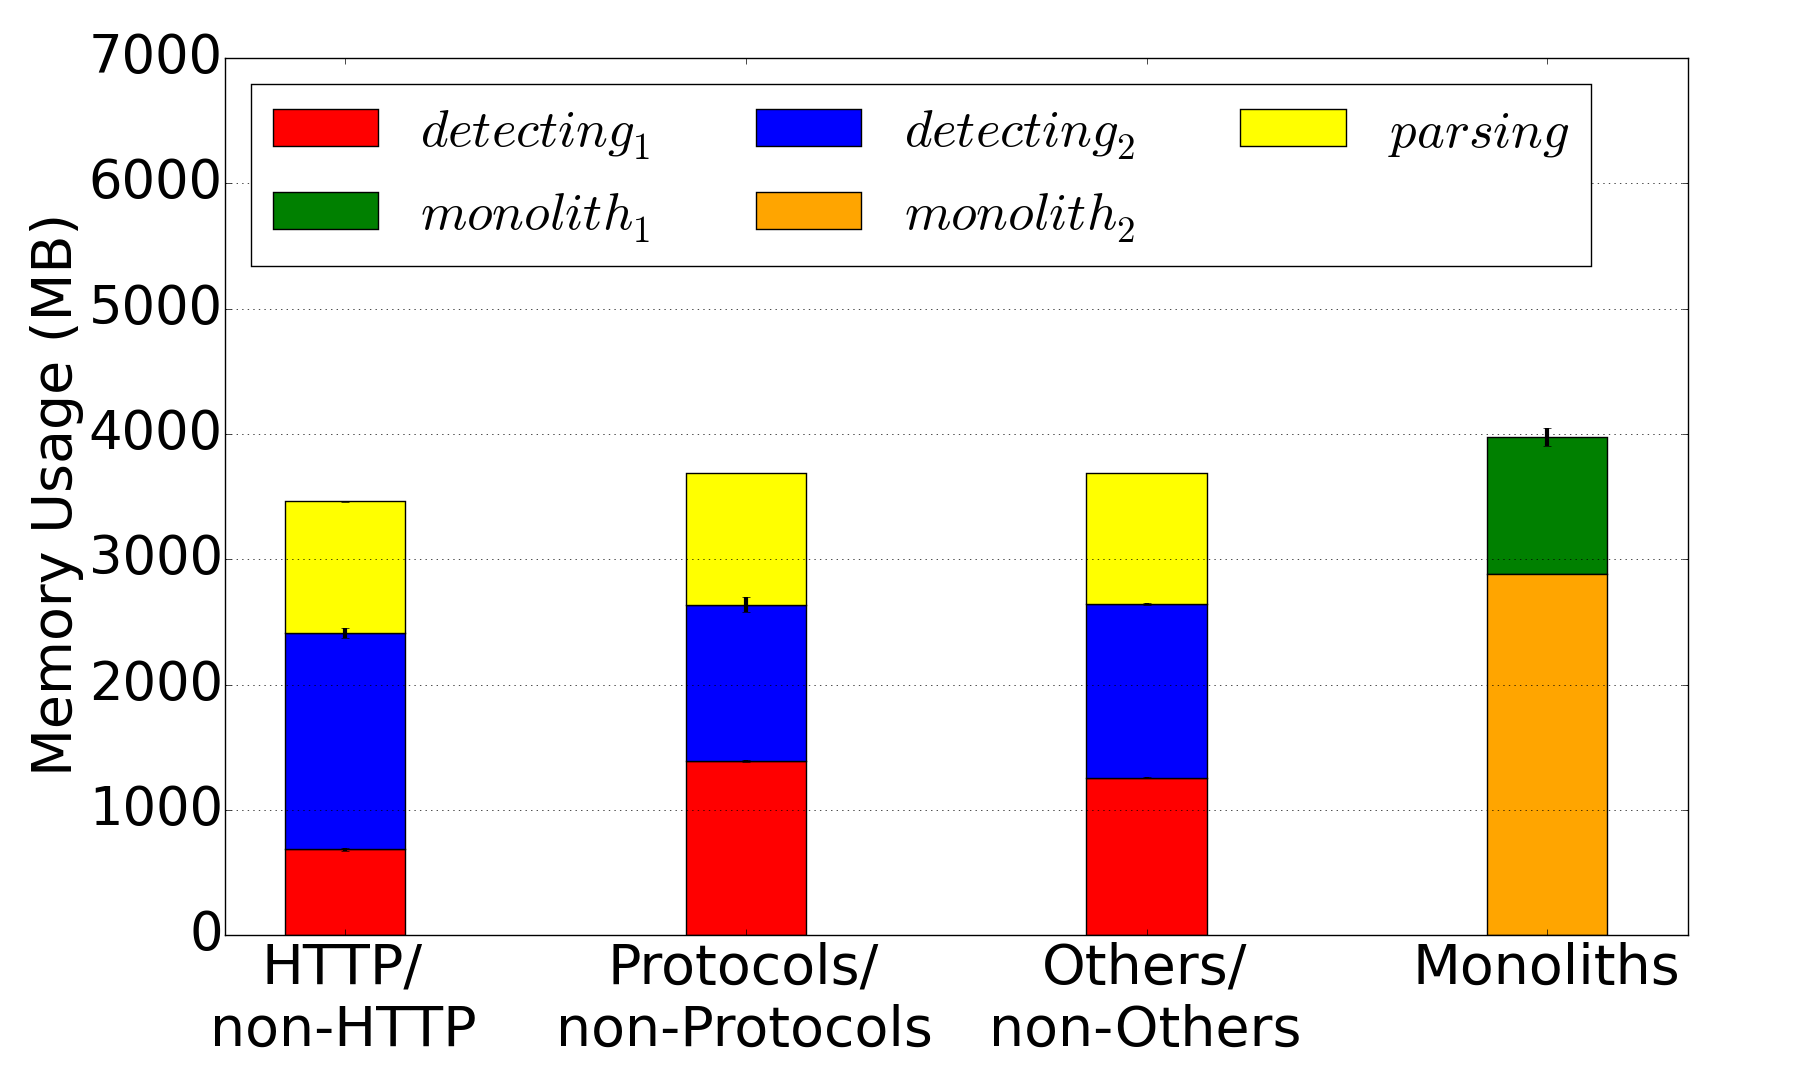 7000
6000
5000
4000
3000
2000
1000
0
Memory Usage (MB)
detecting₁ detecting₂ parsing
monolith₁ monolith₂
HTTP/ Protocols/ Others/ Monoliths
non-HTTP non-Protocols non-Others